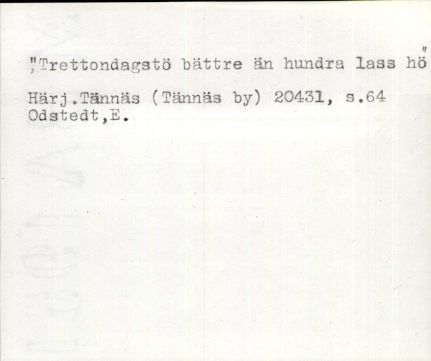 "Trettondagstö bättre än hundra lass hö"
Härj.Tännäs (Tännäs by) 20431, s.64
Odstedt,E.